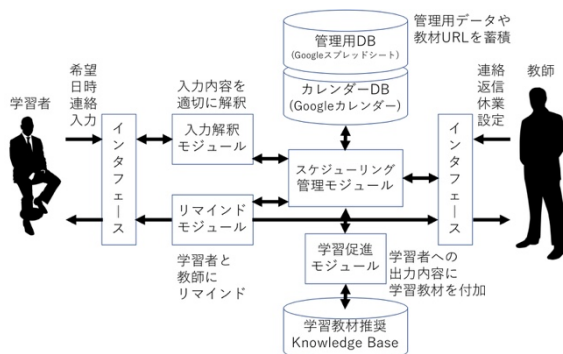 管理用DB
(Googleスプレッドシート)
管理用データや
教材URLを蓄積
カレンダーDB
(Googleカレンダー)
学習者
希望
日時
連絡
入力
インタフェース
入力内容を
適切に解釈
入力解釈
モジュール
スケジューリング
管理モジュール
インタフェース
連絡
返信
休業
設定
教師
リマインド
モジュール
学習者と
教師に
リマインド
学習促進
モジュール
学習者への
出力内容に
学習教材を付加
学習教材推奨
Knowledge Base